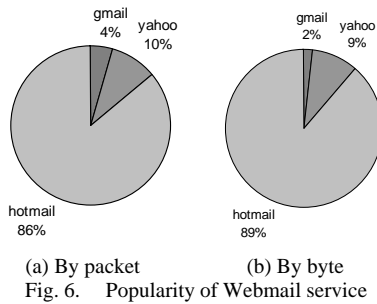 gmail
4%
yahoo
10%
hotmail
86%
gmail
2%
yahoo
9%
hotmail
89%
(a) By packet
(b) By byte
Fig. 6. Popularity of Webmail service